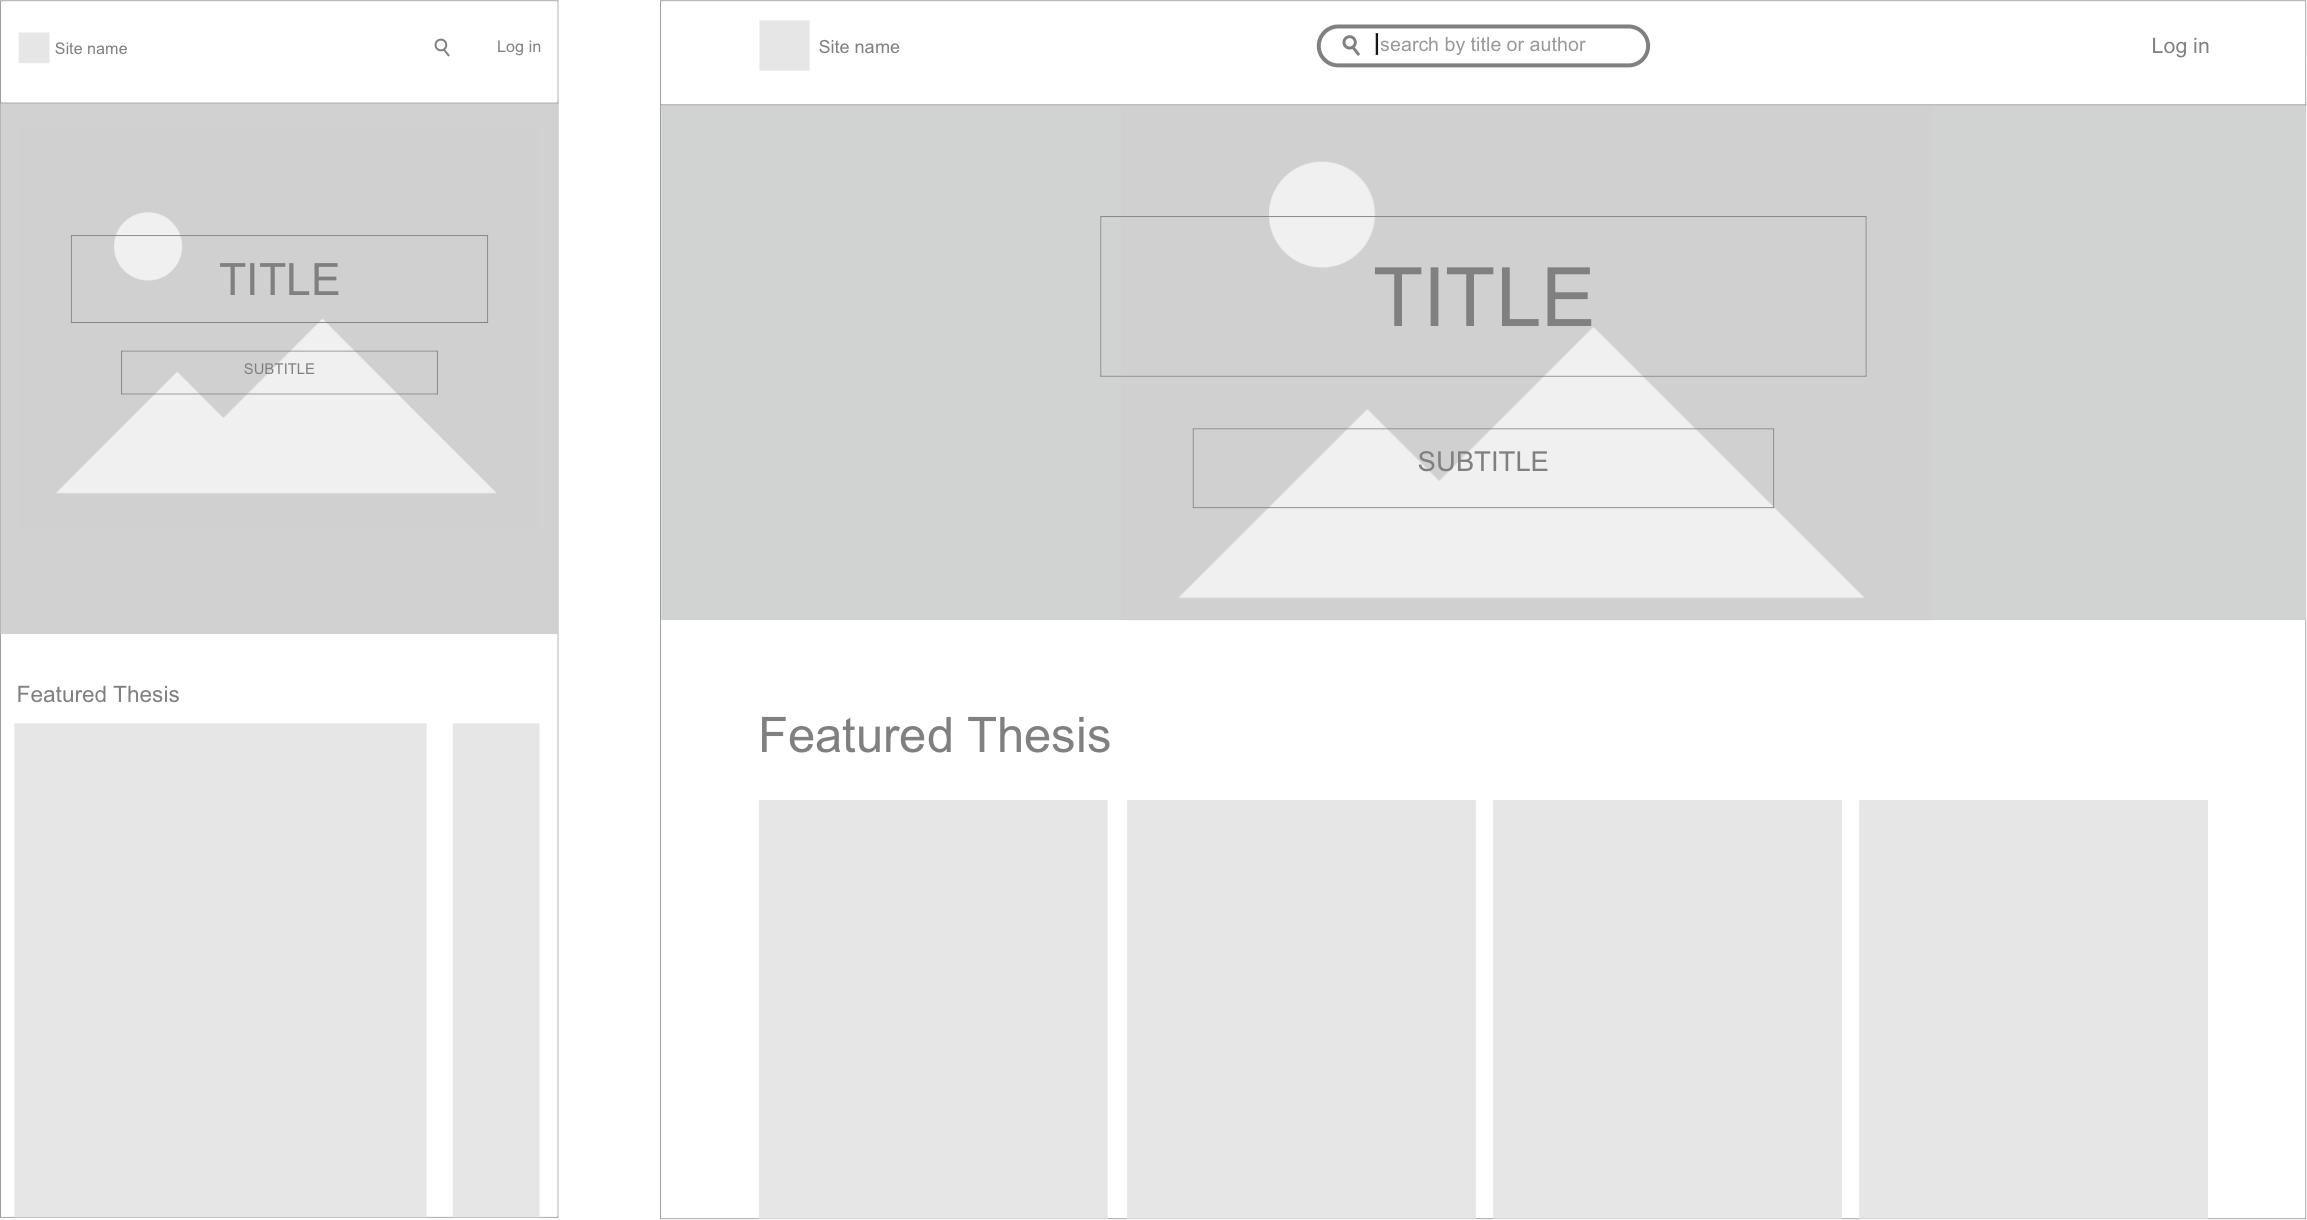 Site name
Log in
TITLE
SUBTITLE
Featured Thesis
Site name
search by title or author
Log in
TITLE
SUBTITLE
Featured Thesis